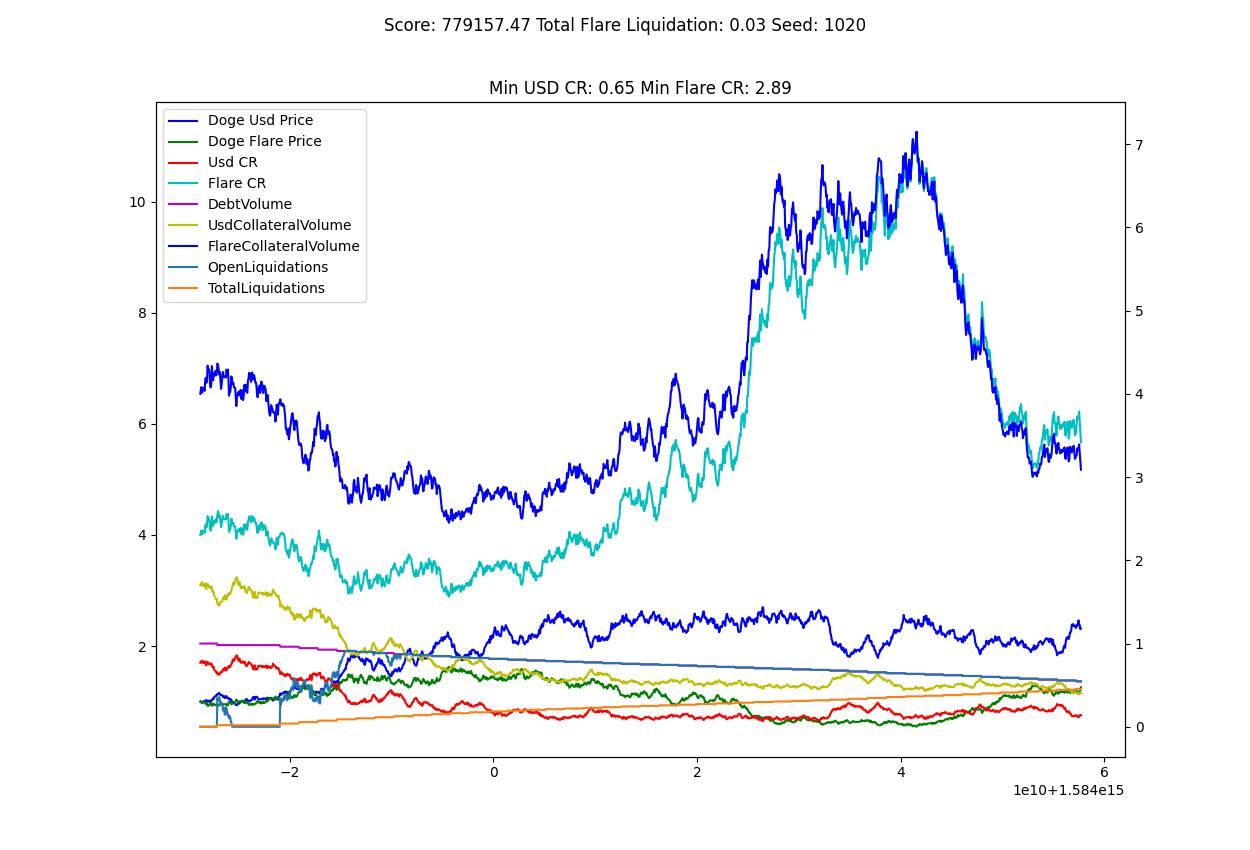 Score: 779157.47 Total Flare Liquidation: 0.03 Seed: 1020
Min USD CR: 0.65 Min Flare CR: 2.89
Doge Usd Price
Doge Flare Price
Usd CR
Flare CR
DebtVolume
UsdCollateralVolume
FlareCollateralVolume
OpenLiquidations
TotalLiquidations
10
8
6
4
2
7
6
5
4
3
2
1
0
−2 0 2 4 6
1e10+1.584e15